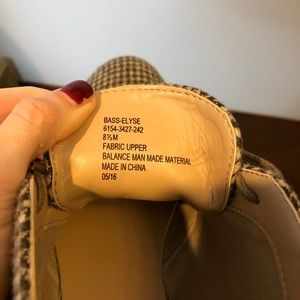 BASS-ELYSE
6154-3427-242
8½M
FABRIC UPPER
BALANCE MAN MADE MATERIAL
MADE IN CHINA
05/16